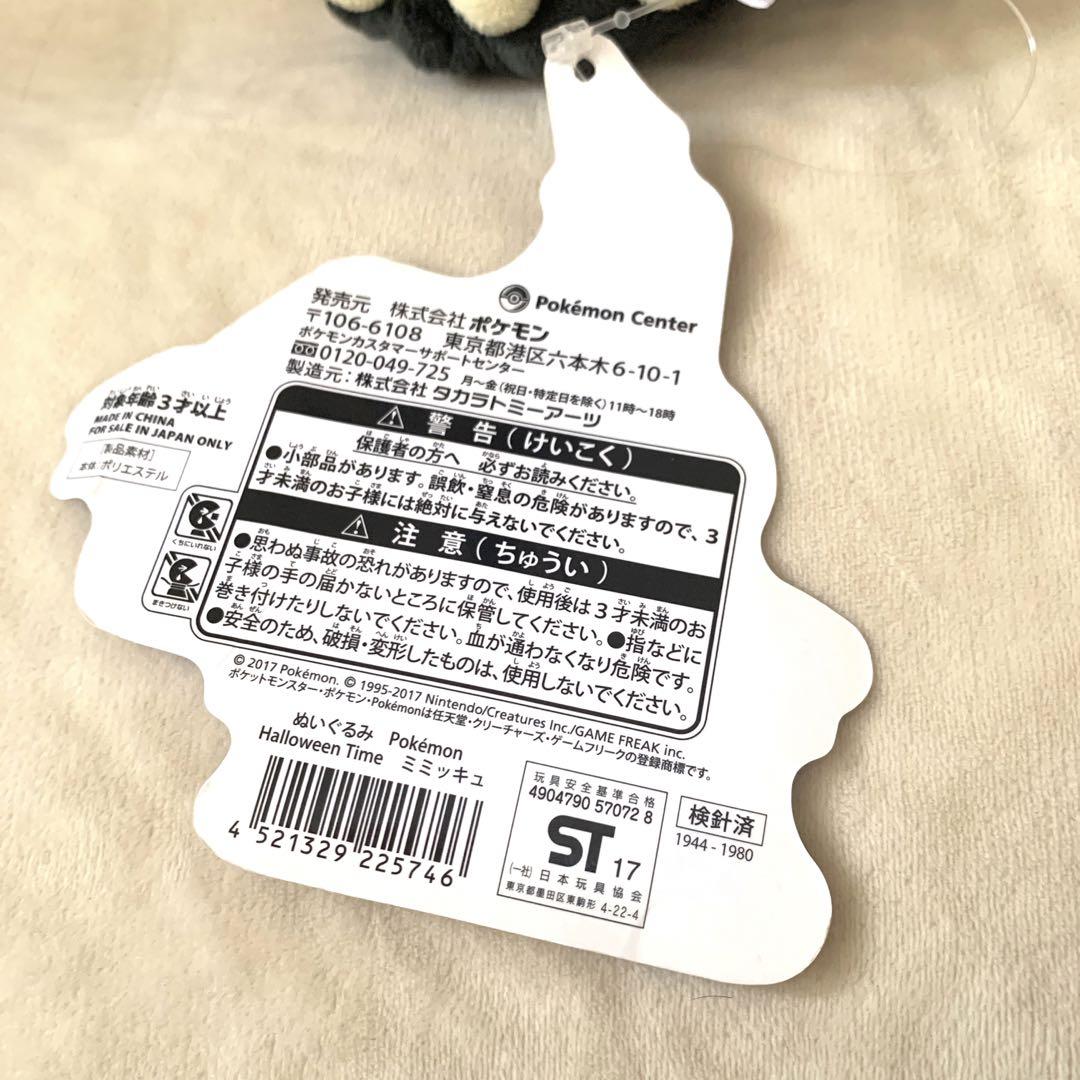 Pokémon Center
発売元 株式会社 ポケモン
〒106-6108 東京都港区六本木6-10-1
ポケモンカスタマーサポートセンター
0120-049-725 月～金(祝日・特定日を除く)11時～18時
製造元：株式会社 タカラトミーアーツ
対象年齢3才以上
MADE IN CHINA
FOR SALE IN JAPAN ONLY
[製品素材]
本体：ポリエステル
くちにいれない
まきつけない
警告(けいこく)
保護者の方へ 必ずお読みください。
●小部品があります。誤飲・窒息の危険がありますので、3
才未満のお子様には絶対に与えないでください。
注意(ちゅうい)
●思わぬ事故の恐れがありますので、使用後は3才未満のお
子様の手の届かないところに保管してください。●指などに
巻き付けたりしないでください。血が通わなくなり危険です。
●安全のため、破損・変形したものは、使用しないでください。
© 2017 Pokémon. © 1995-2017 Nintendo/Creatures Inc./GAME FREAK inc.
ポケットモンスター・ポケモン・Pokémonは任天堂・クリーチャーズ・ゲームフリークの登録商標です。
ぬいぐるみ Pokémon
Halloween Time ミミッキュ
4 521329 225746
玩具安全基準合格
4904790 57072 8
ST 17
(一社)日本玩具協会
東京都墨田区東駒形 4-22-4
検針済
1944-1980